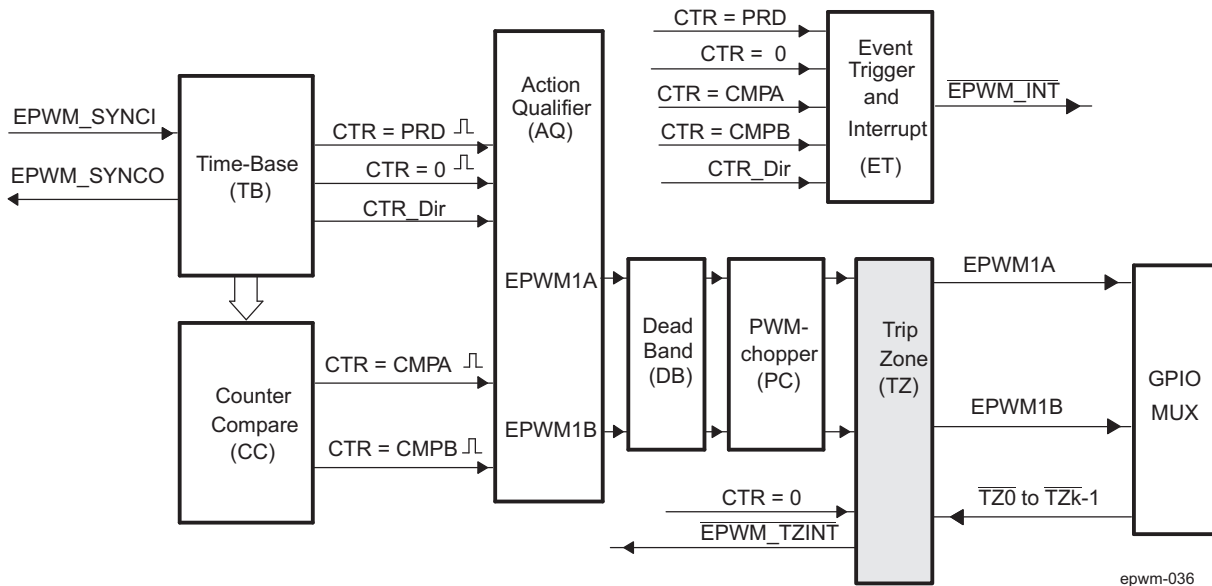 EPWM_SYNCI
EPWM_SYNCO
Time-Base
(TB)
CTR = PRD
CTR = 0
CTR_Dir
Counter
Compare
(CC)
CTR = CMPA
CTR = CMPB
Action
Qualifier
(AQ)
EPWM1A
EPWM1B
CTR = PRD
CTR = 0
CTR = CMPA
CTR = CMPB
CTR_Dir
Event
Trigger
and
Interrupt
(ET)
EPWM_INT
Dead
Band
(DB)
PWM-
chopper
(PC)
Trip
Zone
(TZ)
CTR = 0
EPWM_TZINT
EPWM1A
EPWM1B
TZ0 to TZk-1
GPIO
MUX
epwm-036